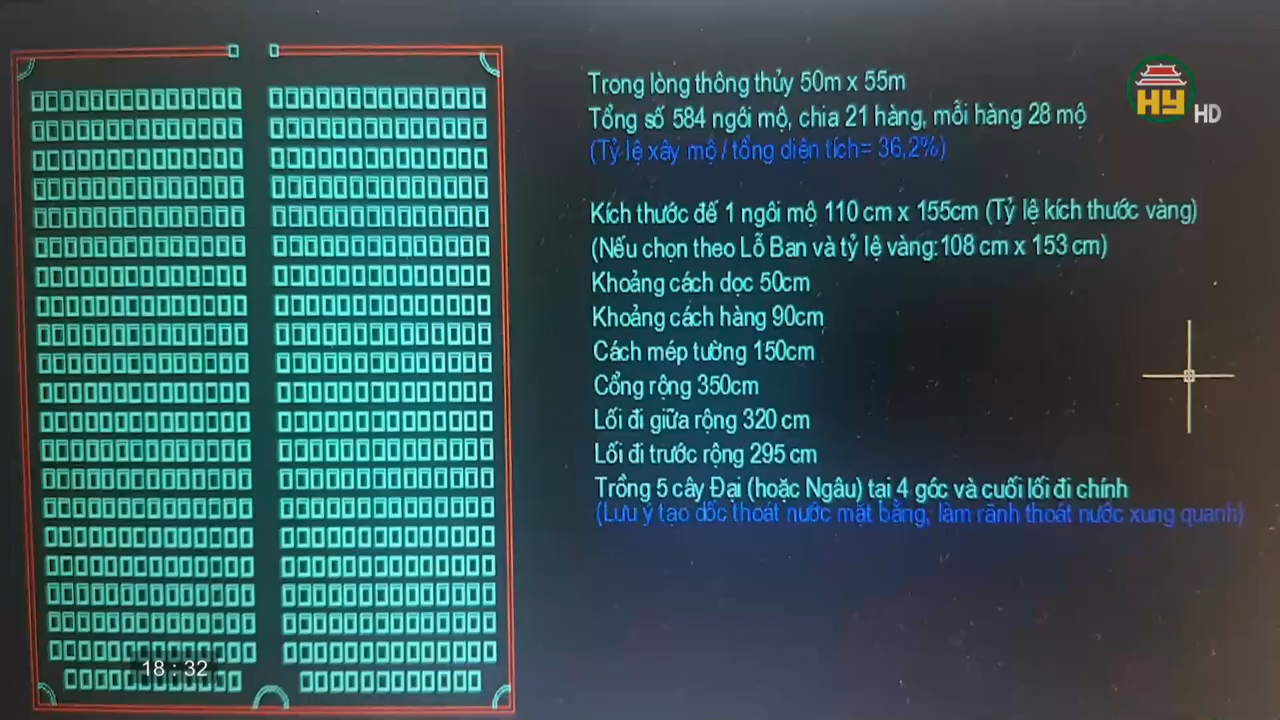 Trong lòng thông thủy 50m x 55m
Tổng số 584 ngôi mộ, chia 21 hàng, mỗi hàng 28 mộ
(Tỷ lệ xây mộ / tổng diện tích= 36,2%)
Kích thước đế 1 ngôi mộ 110 cm x 155cm (Tỷ lệ kích thước vàng)
(Nếu chọn theo Lỗ Ban và tỷ lệ vàng:108 cm x 153 cm)
Khoảng cách dọc 50cm
Khoảng cách hàng 90cm
Cách mép tường 150cm
Cổng rộng 350cm
Lối đi giữa rộng 320 cm
Lối đi trước rộng 295 cm
Trồng 5 cây Đại (hoặc Ngâu) tại 4 góc và cuối lối đi chính
(Lưu ý tạo dốc thoát nước mặt bằng, làm rãnh thoát nước xung quanh)
HY HD
18 : 32